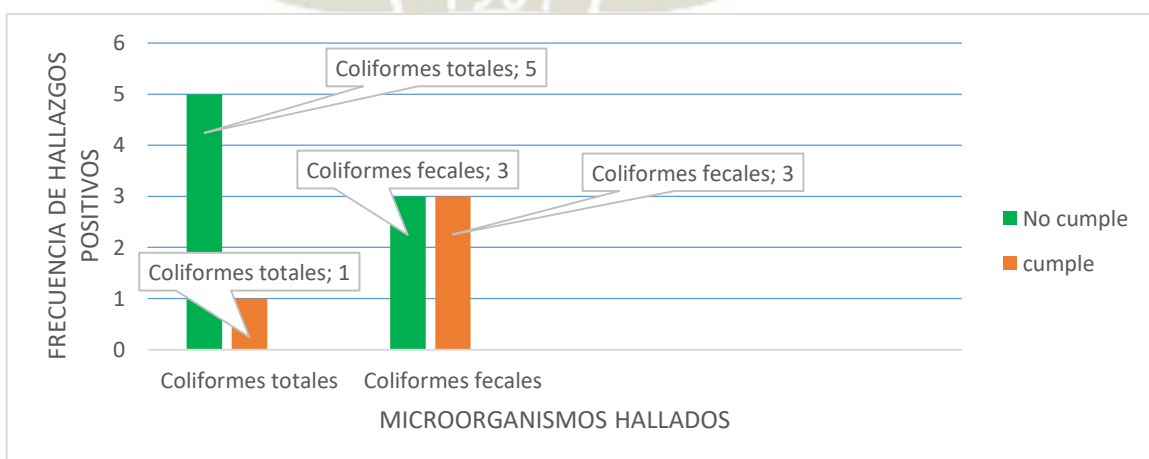 FRECUENCIA DE HALLAZGOS
POSITIVOS
6
5
4
3
2
1
0
Coliformes totales; 5
Coliformes fecales; 3
Coliformes fecales; 3
Coliformes totales; 1
No cumple
cumple
Coliformes totales
Coliformes fecales
MICROORGANISMOS HALLADOS